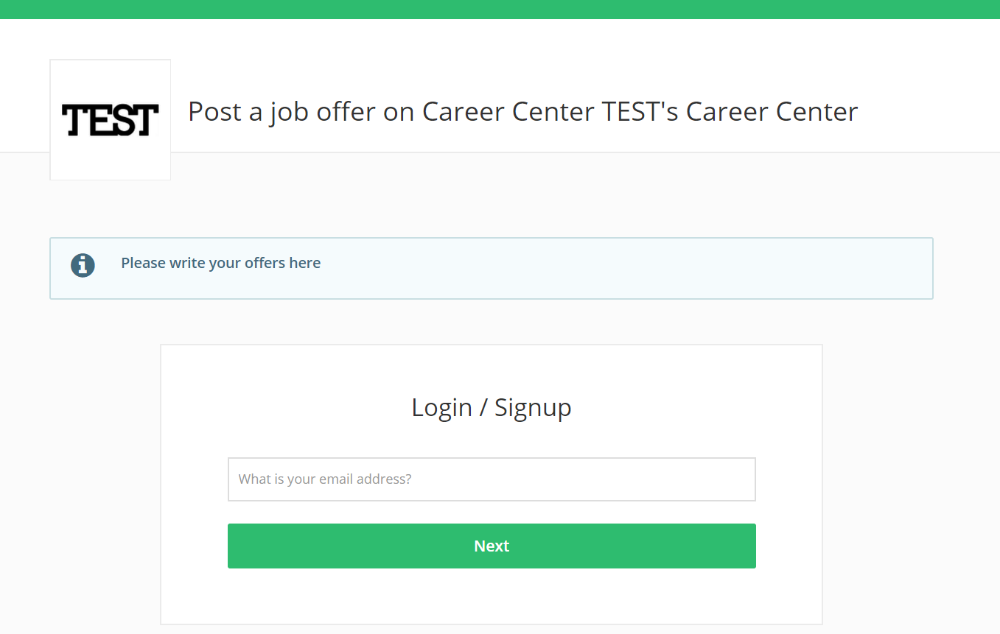 TEST
Post a job offer on Career Center TEST's Career Center
Please write your offers here
Login / Signup
What is your email address?
Next